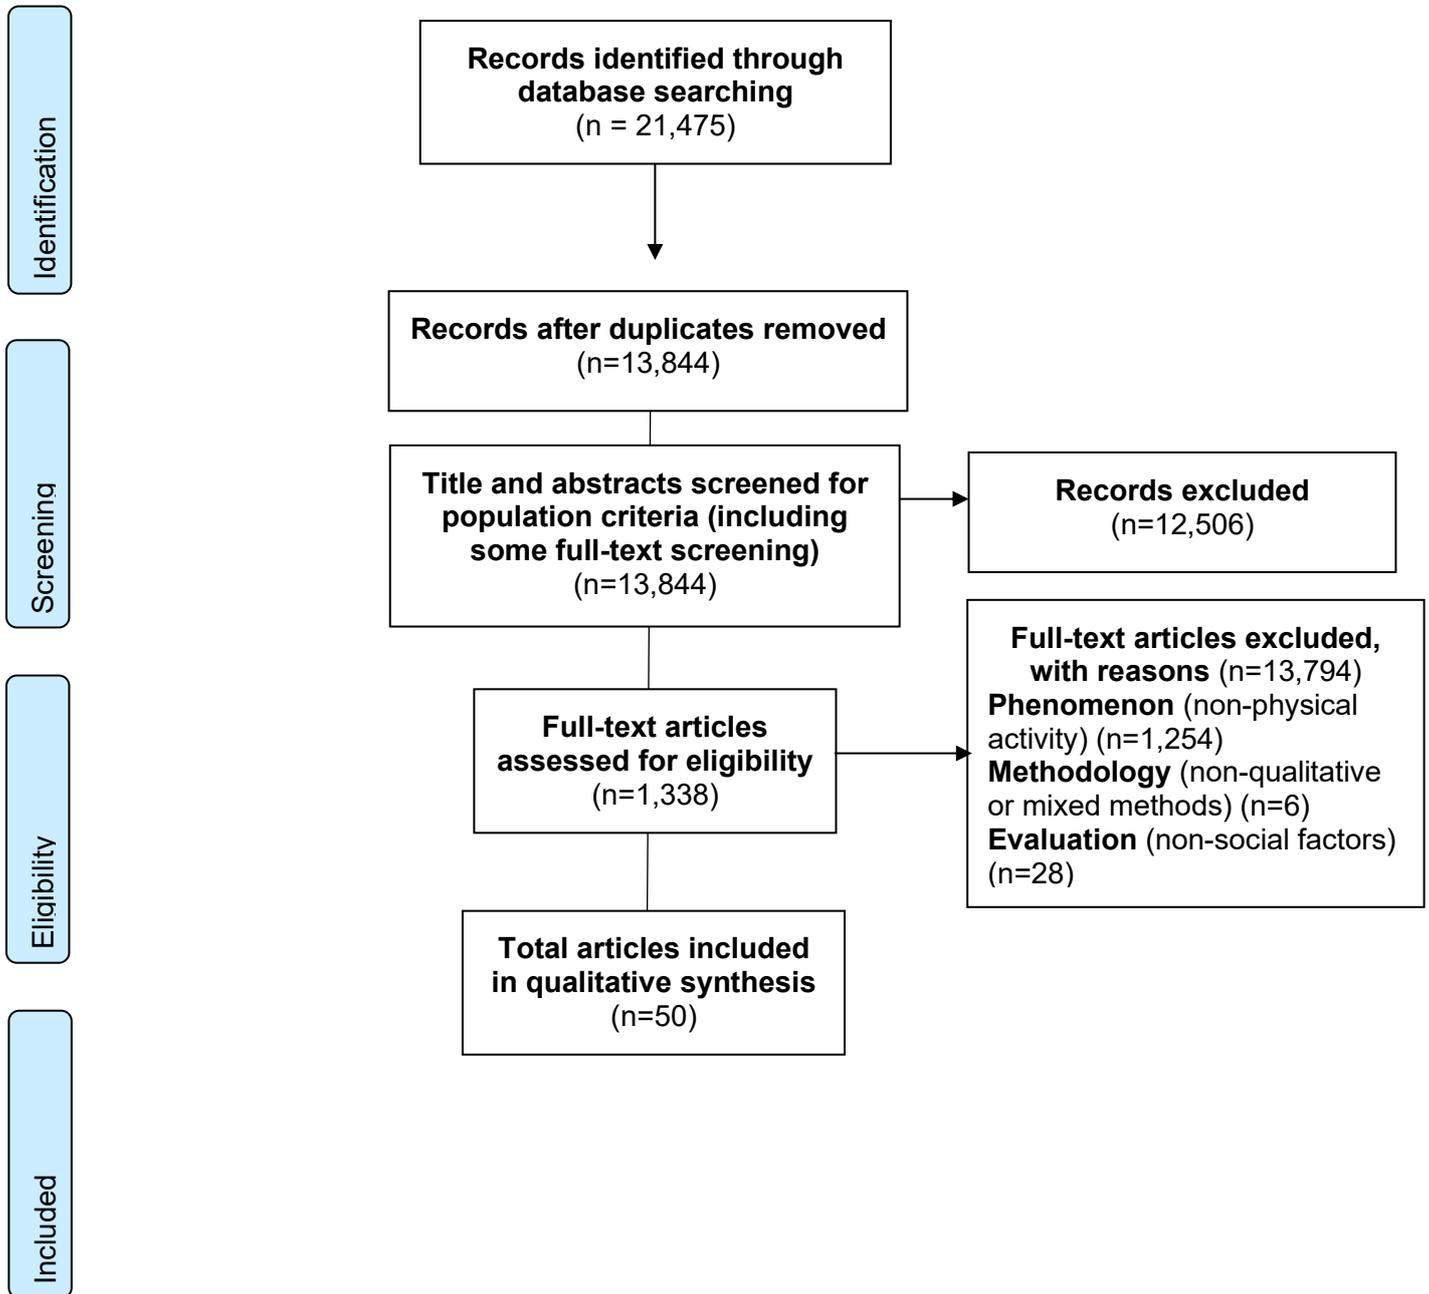 Identification
Records identified through
database searching
(n = 21,475)
Records after duplicates removed
(n=13,844)
Screening
Title and abstracts screened for
population criteria (including
some full-text screening)
(n=13,844)
Records excluded
(n=12,506)
Eligibility
Full-text articles
assessed for eligibility
(n=1,338)
Full-text articles excluded,
with reasons (n=13,794)
Phenomenon (non-physical
activity) (n=1,254)
Methodology (non-qualitative
or mixed methods) (n=6)
Evaluation (non-social factors)
(n=28)
Total articles included
in qualitative synthesis
(n=50)
Included